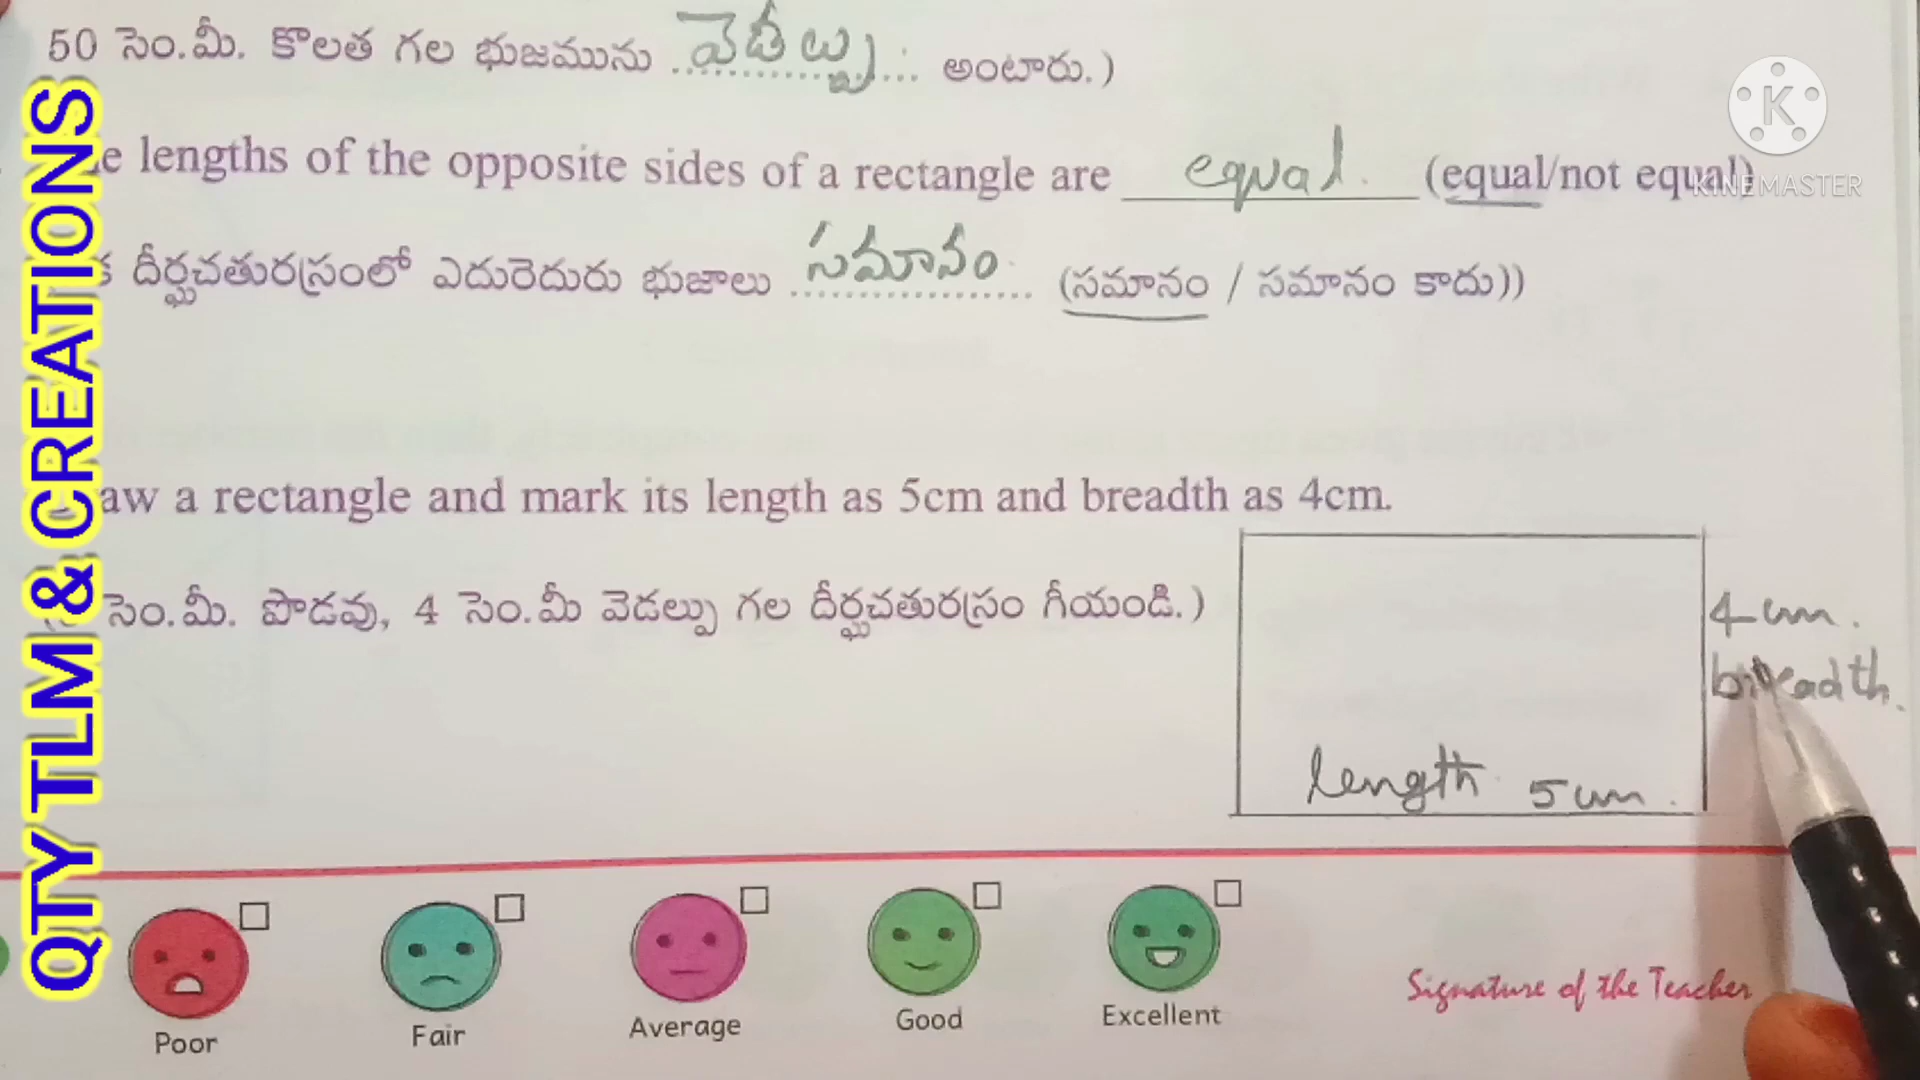 50 సెం.మీ. కొలత గల భుజమును వెడల్పు అంటారు.)
lengths of the opposite sides of a rectangle are equal (equal/not equal)
దీర్ఘచతురస్రంలో ఎదురెదురు భుజాలు సమానం (సమానం / సమానం కాదు))
aw a rectangle and mark its length as 5cm and breadth as 4cm.
సెం.మీ. పొడవు, 4 సెం.మీ వెడల్పు గల దీర్ఘచతురస్రం గీయండి.)
4 cm.
breadth.
length 5 cm.
Poor Fair Average Good Excellent
Signature of the Teacher
QTY TLM & CREATIONS
K
KINEMASTER